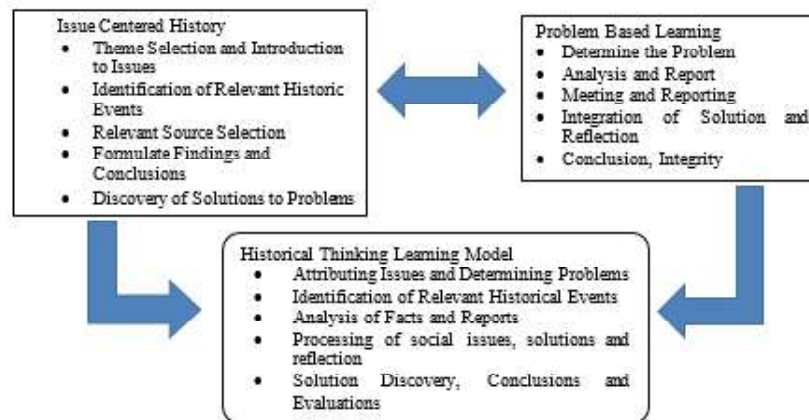 Issue Centered History
• Theme Selection and Introduction
to Issues
• Identification of Relevant Historic
Events
• Relevant Source Selection
• Formulate Findings and
Conclusions
• Discovery of Solutions to Problems
Problem Based Learning
• Determine the Problem
• Analysis and Report
• Meeting and Reporting
• Integration of Solution and
Reflection
• Conclusion, Integrity
Historical Thinking Learning Model
• Attributing Issues and Determining Problems
• Identification of Relevant Historical Events
• Analysis of Facts and Reports
• Processing of social issues, solutions and
reflection
• Solution Discovery, Conclusions and
Evaluations